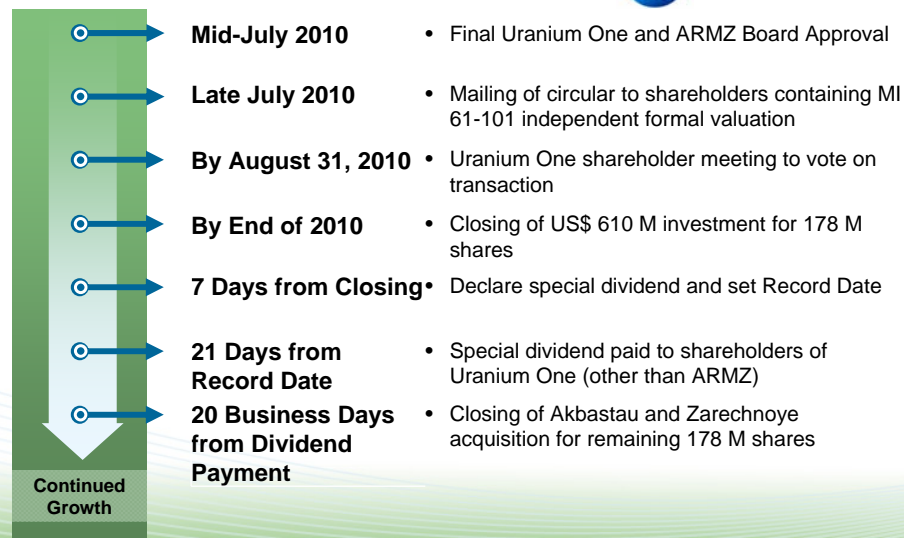 Mid-July 2010
• Final Uranium One and ARMZ Board Approval
Late July 2010
• Mailing of circular to shareholders containing MI
61-101 independent formal valuation
By August 31, 2010
• Uranium One shareholder meeting to vote on
transaction
By End of 2010
• Closing of US$ 610 M investment for 178 M
shares
7 Days from Closing
• Declare special dividend and set Record Date
21 Days from
Record Date
• Special dividend paid to shareholders of
Uranium One (other than ARMZ)
20 Business Days
from Dividend
Payment
• Closing of Akbastau and Zarechnoye
acquisition for remaining 178 M shares
Continued
Growth